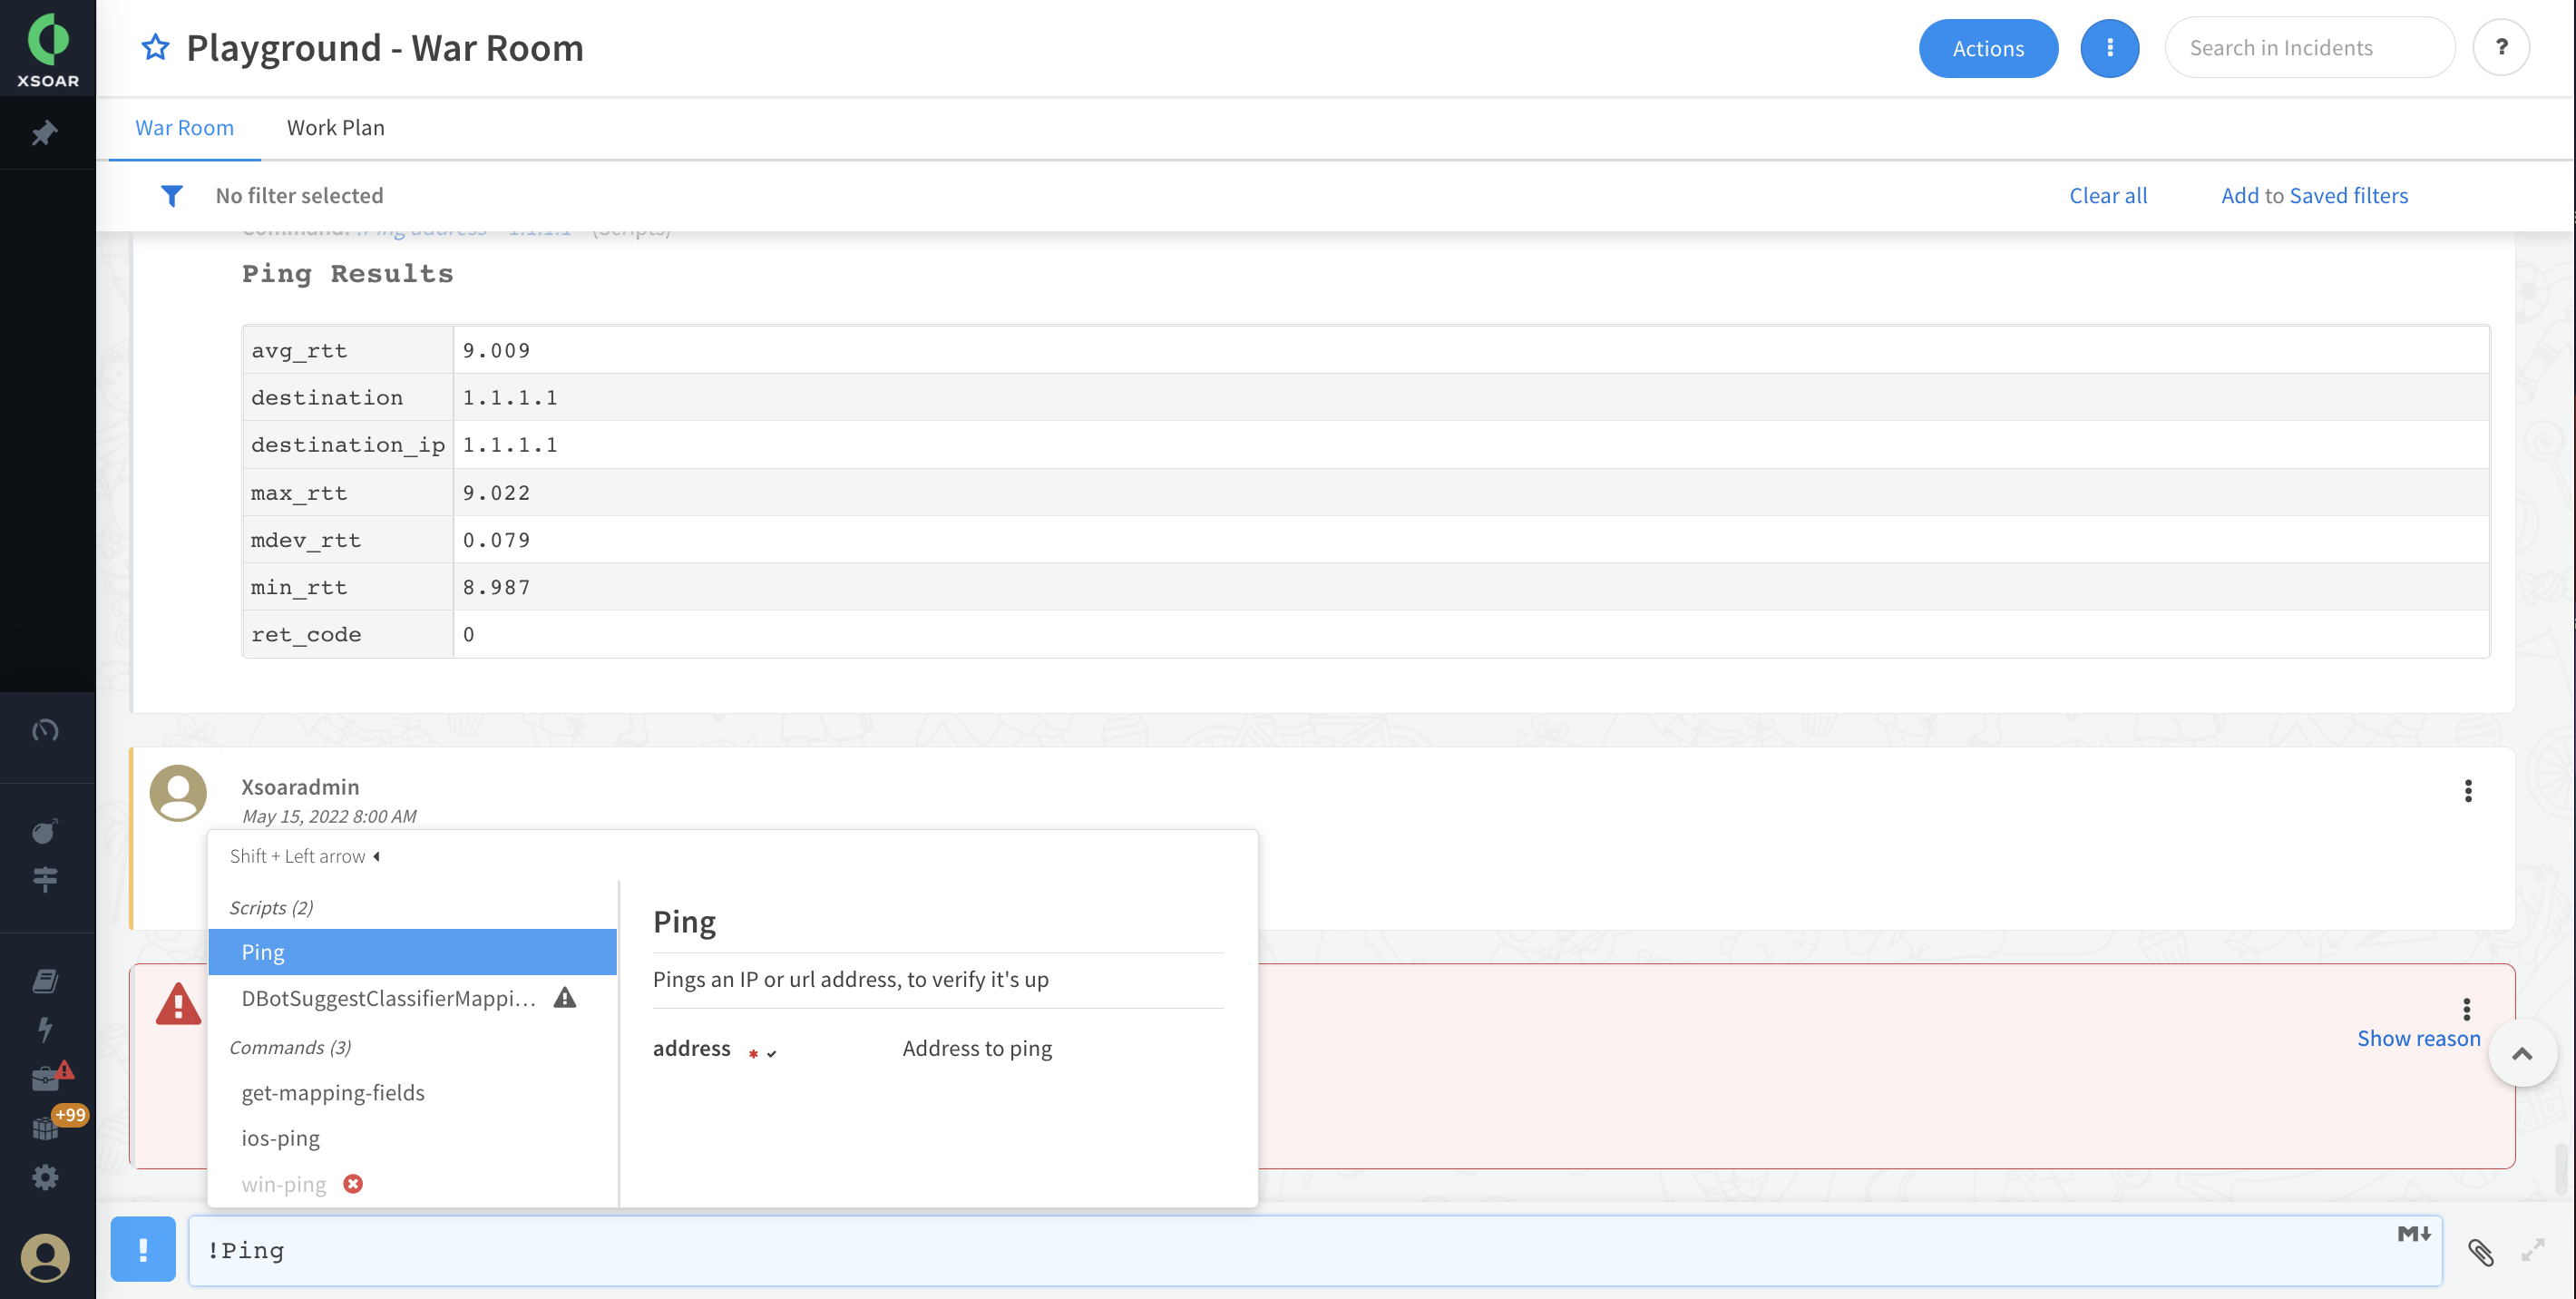 XSOAR
Playground - War Room
Actions
Search in Incidents
?
War Room
Work Plan
No filter selected
Clear all
Add to Saved filters
Command: !Ping address="1.1.1.1" (Scripts)
Ping Results
avg_rtt 9.009
destination 1.1.1.1
destination_ip 1.1.1.1
max_rtt 9.022
mdev_rtt 0.079
min_rtt 8.987
ret_code 0
Xsoaradmin
May 15, 2022 8:00 AM
Shift + Left arrow
Scripts (2)
Ping
DBotSuggestClassifierMappi...
Commands (3)
get-mapping-fields
ios-ping
win-ping
Ping
Pings an IP or url address, to verify it's up
address * Address to ping
Show reason
+99
!
!Ping
M